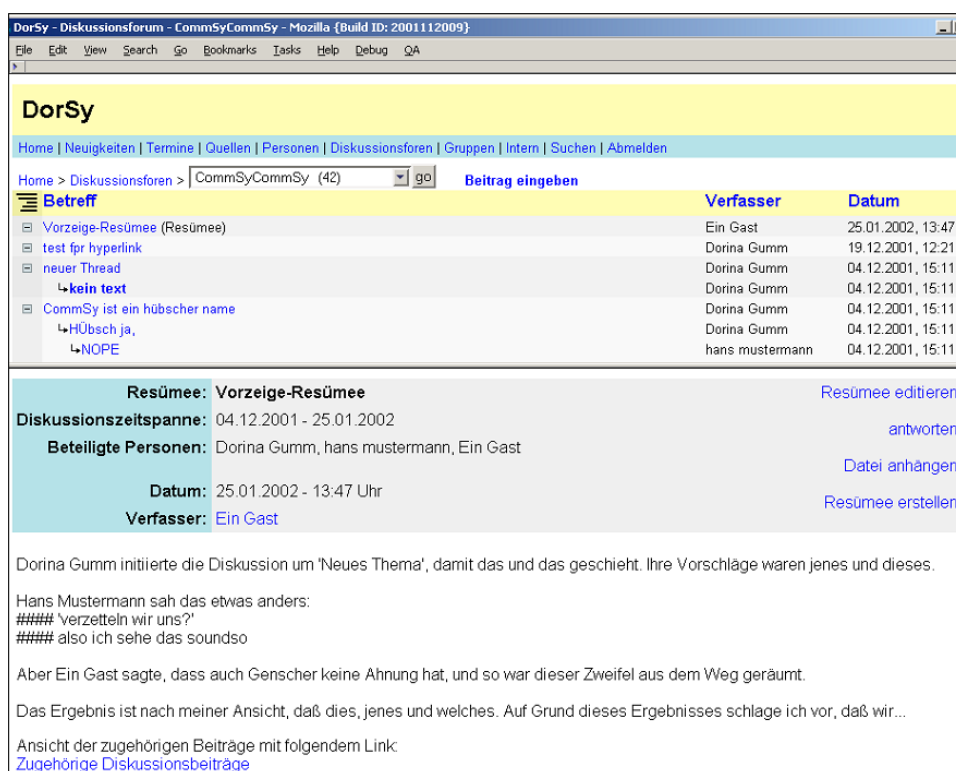 DorSy - Diskussionsforum - CommSyCommSy - Mozilla {Build ID: 2001112009}
File Edit View Search Go Bookmarks Tasks Help Debug QA
DorSy
Home | Neuigkeiten | Termine | Quellen | Personen | Diskussionsforen | Gruppen | Intern | Suchen | Abmelden
Home > Diskussionsforen > CommSyCommSy (42) go Beitrag eingeben
Betreff Verfasser Datum
Vorzeige-Resümee (Resümee) Ein Gast 25.01.2002, 13:47
test fpr hyperlink Dorina Gumm 19.12.2001, 12:21
neuer Thread Dorina Gumm 04.12.2001, 15:11
↳kein text Dorina Gumm 04.12.2001, 15:11
CommSy ist ein hübscher name Dorina Gumm 04.12.2001, 15:11
↳HÜbsch ja, Dorina Gumm 04.12.2001, 15:11
↳NOPE hans mustermann 04.12.2001, 15:11
Resümee: Vorzeige-Resümee Resümee editieren
Diskussionszeitspanne: 04.12.2001 - 25.01.2002
antworten
Beteiligte Personen: Dorina Gumm, hans mustermann, Ein Gast
Datei anhängen
Datum: 25.01.2002 - 13:47 Uhr
Resümee erstellen
Verfasser: Ein Gast
Dorina Gumm initiierte die Diskussion um 'Neues Thema', damit das und das geschieht. Ihre Vorschläge waren jenes und dieses.
Hans Mustermann sah das etwas anders:
#### 'verzetteln wir uns?'
#### also ich sehe das soundso
Aber Ein Gast sagte, dass auch Genscher keine Ahnung hat, und so war dieser Zweifel aus dem Weg geräumt.
Das Ergebnis ist nach meiner Ansicht, daß dies, jenes und welches. Auf Grund dieses Ergebnisses schlage ich vor, daß wir...
Ansicht der zugehörigen Beiträge mit folgendem Link:
Zugehörige Diskussionsbeiträge